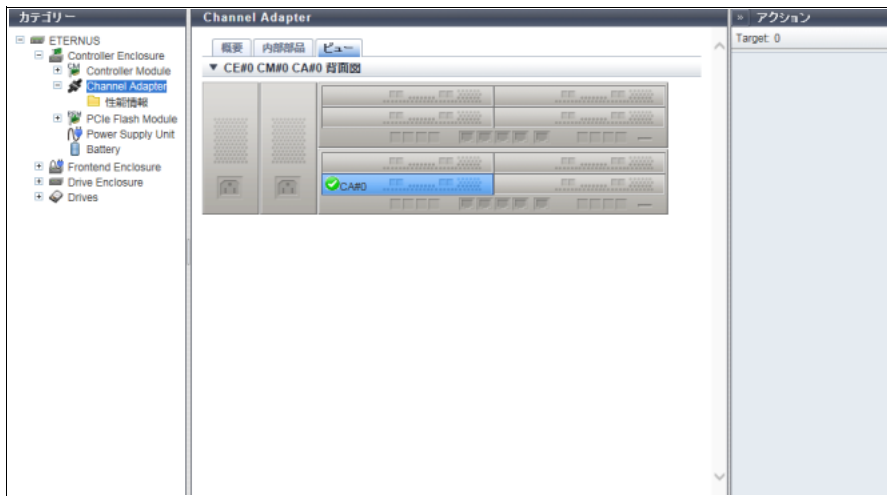 カテゴリー
ETERNUS
Controller Enclosure
Controller Module
Channel Adapter
性能情報
PCIe Flash Module
Power Supply Unit
Battery
Frontend Enclosure
Drive Enclosure
Drives
Channel Adapter
概要 内部部品 ビュー
▼ CE#0 CM#0 CA#0 背面図
CA#0
» アクション
Target: 0